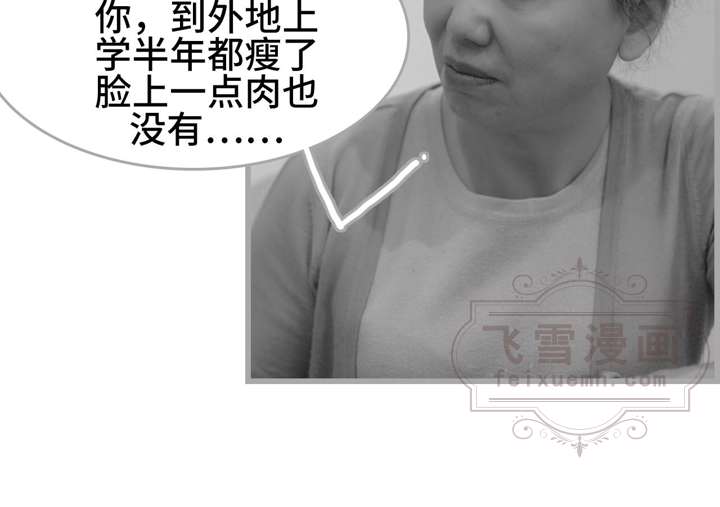 你，到外地上
学半年都瘦了
脸上一点肉也
没有……
飞雪漫画
feixuemh.com